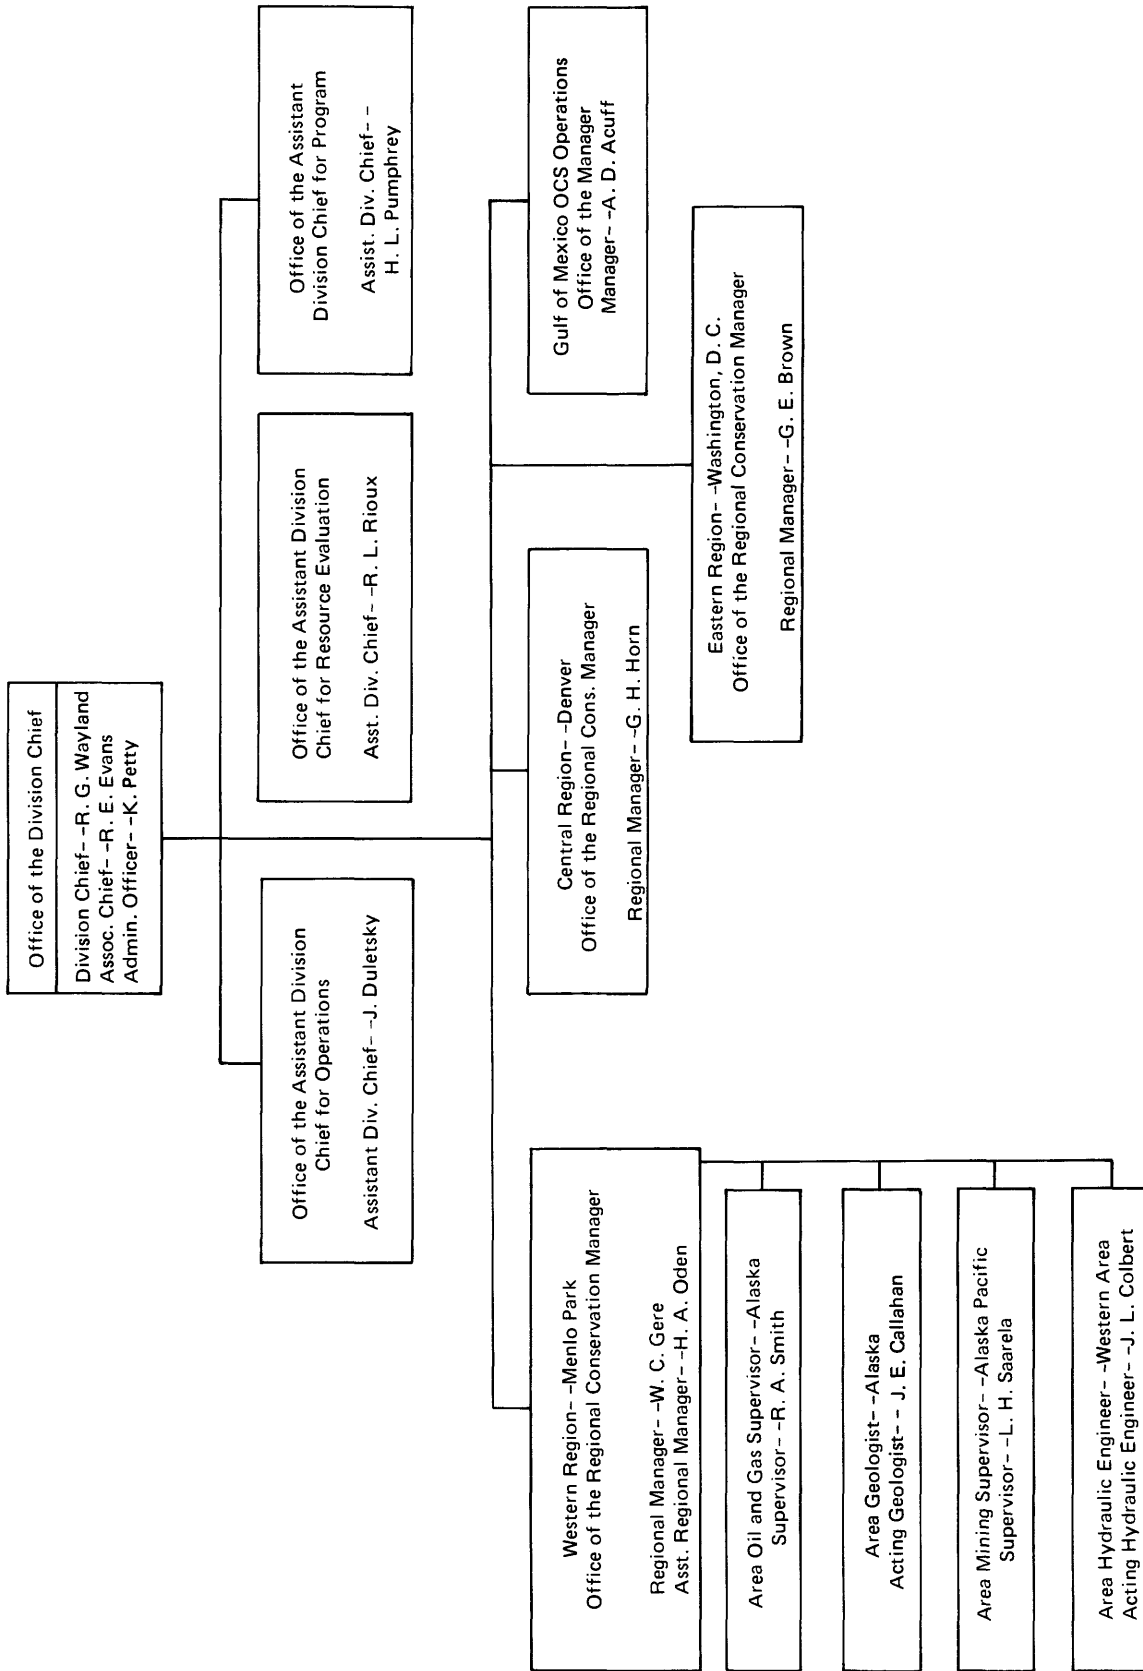 Office of the Division Chief
Division Chief- -R. G. Wayland
Assoc. Chief- -R. E. Evans
Admin. Officer- -K. Petty
Office of the Assistant Division
Chief for Operations
Assistant Div. Chief- -J. Duletsky
Office of the Assistant Division
Chief for Resource Evaluation
Asst. Div. Chief- -R. L. Rioux
Office of the Assistant
Division Chief for Program
Assist. Div. Chief- -
H. L. Pumphrey
Western Region- -Menlo Park
Office of the Regional Conservation Manager
Regional Manager- -W. C. Gere
Asst. Regional Manager- -H. A. Oden
Central Region- -Denver
Office of the Regional Cons. Manager
Regional Manager- -G. H. Horn
Gulf of Mexico OCS Operations
Office of the Manager
Manager- -A. D. Acuff
Eastern Region- -Washington, D. C.
Office of the Regional Conservation Manager
Regional Manager- -G. E. Brown
Area Oil and Gas Supervisor- -Alaska
Supervisor- -R. A. Smith
Area Geologist- -Alaska
Acting Geologist- - J. E. Callahan
Area Mining Supervisor- -Alaska Pacific
Supervisor- -L. H. Saarela
Area Hydraulic Engineer- -Western Area
Acting Hydraulic Engineer- -J. L. Colbert